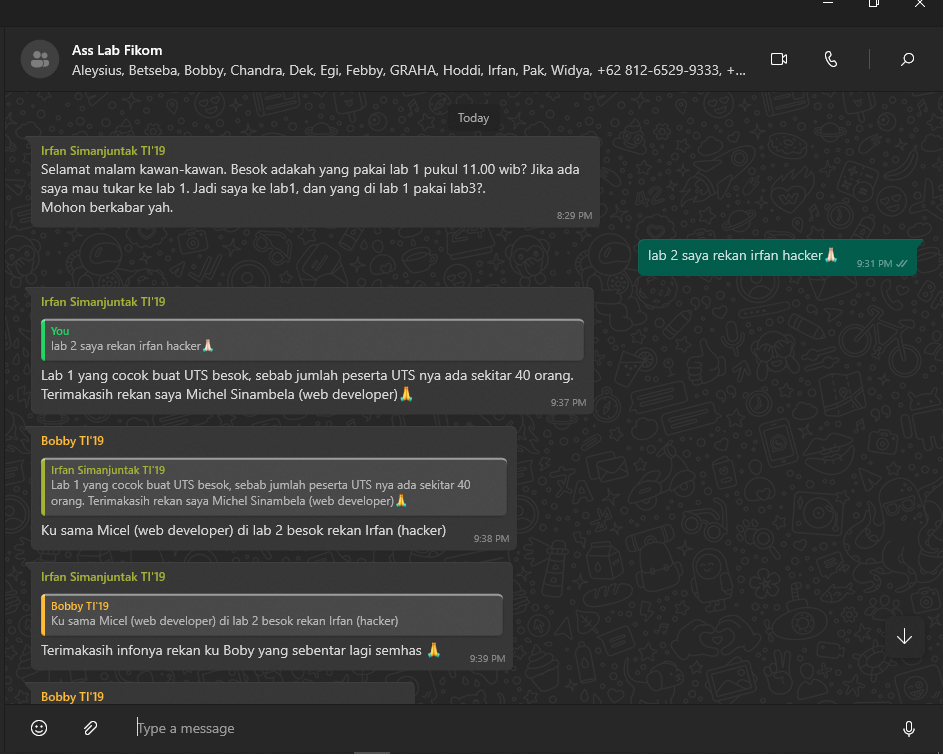 Ass Lab Fikom
Aleysius, Betseba, Bobby, Chandra, Dek, Egi, Febby, GRAHA, Hoddi, Irfan, Pak, Widya, +62 812-6529-9333, +...
Today
Irfan Simanjuntak TI'19
Selamat malam kawan-kawan. Besok adakah yang pakai lab 1 pukul 11.00 wib? Jika ada
saya mau tukar ke lab 1. Jadi saya ke lab1, dan yang di lab 1 pakai lab3?.
Mohon berkabar yah.
8:29 PM
lab 2 saya rekan irfan hacker🙏🏻
9:31 PM
Irfan Simanjuntak TI'19
You
lab 2 saya rekan irfan hacker🙏🏻
Lab 1 yang cocok buat UTS besok, sebab jumlah peserta UTS nya ada sekitar 40 orang.
Terimakasih rekan saya Michel Sinambela (web developer)🙏
9:37 PM
Bobby TI'19
Irfan Simanjuntak TI'19
Lab 1 yang cocok buat UTS besok, sebab jumlah peserta UTS nya ada sekitar 40
orang. Terimakasih rekan saya Michel Sinambela (web developer)🙏
Ku sama Micel (web developer) di lab 2 besok rekan Irfan (hacker)
9:38 PM
Irfan Simanjuntak TI'19
Bobby TI'19
Ku sama Micel (web developer) di lab 2 besok rekan Irfan (hacker)
Terimakasih infonya rekan ku Boby yang sebentar lagi semhas 🙏
9:39 PM
Bobby TI'19
Type a message